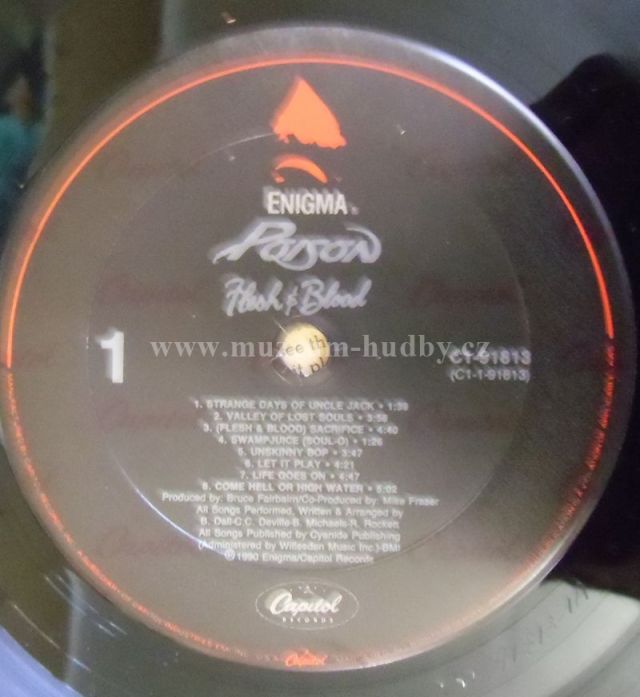 ENIGMA
POISON
Flesh & Blood
www.muzeum-hudby.cz
1
C1-91813
(C1-1-91813)
1. STRANGE DAYS OF UNCLE JACK • 1:39
2. VALLEY OF LOST SOULS • 3:58
3. (FLESH & BLOOD) SACRIFICE • 4:40
4. SWAMPJUICE (SOUL-O) • 1:26
5. UNSKINNY BOP • 3:47
6. LET IT PLAY • 4:21
7. LIFE GOES ON • 4:47
8. COME HELL OR HIGH WATER • 5:02
Produced by: Bruce Fairbairn/Co-Produced by: Mike Fraser
All Songs Performed, Written & Arranged by
B. Dall-C.C. Deville-B. Michaels-R. Rockett
All Songs Published by Cyanide Publishing
(Administered by Willesden Music Inc.)-BMI
℗1990 Enigma/Capitol Records
Capitol
RECORDS
Capitol